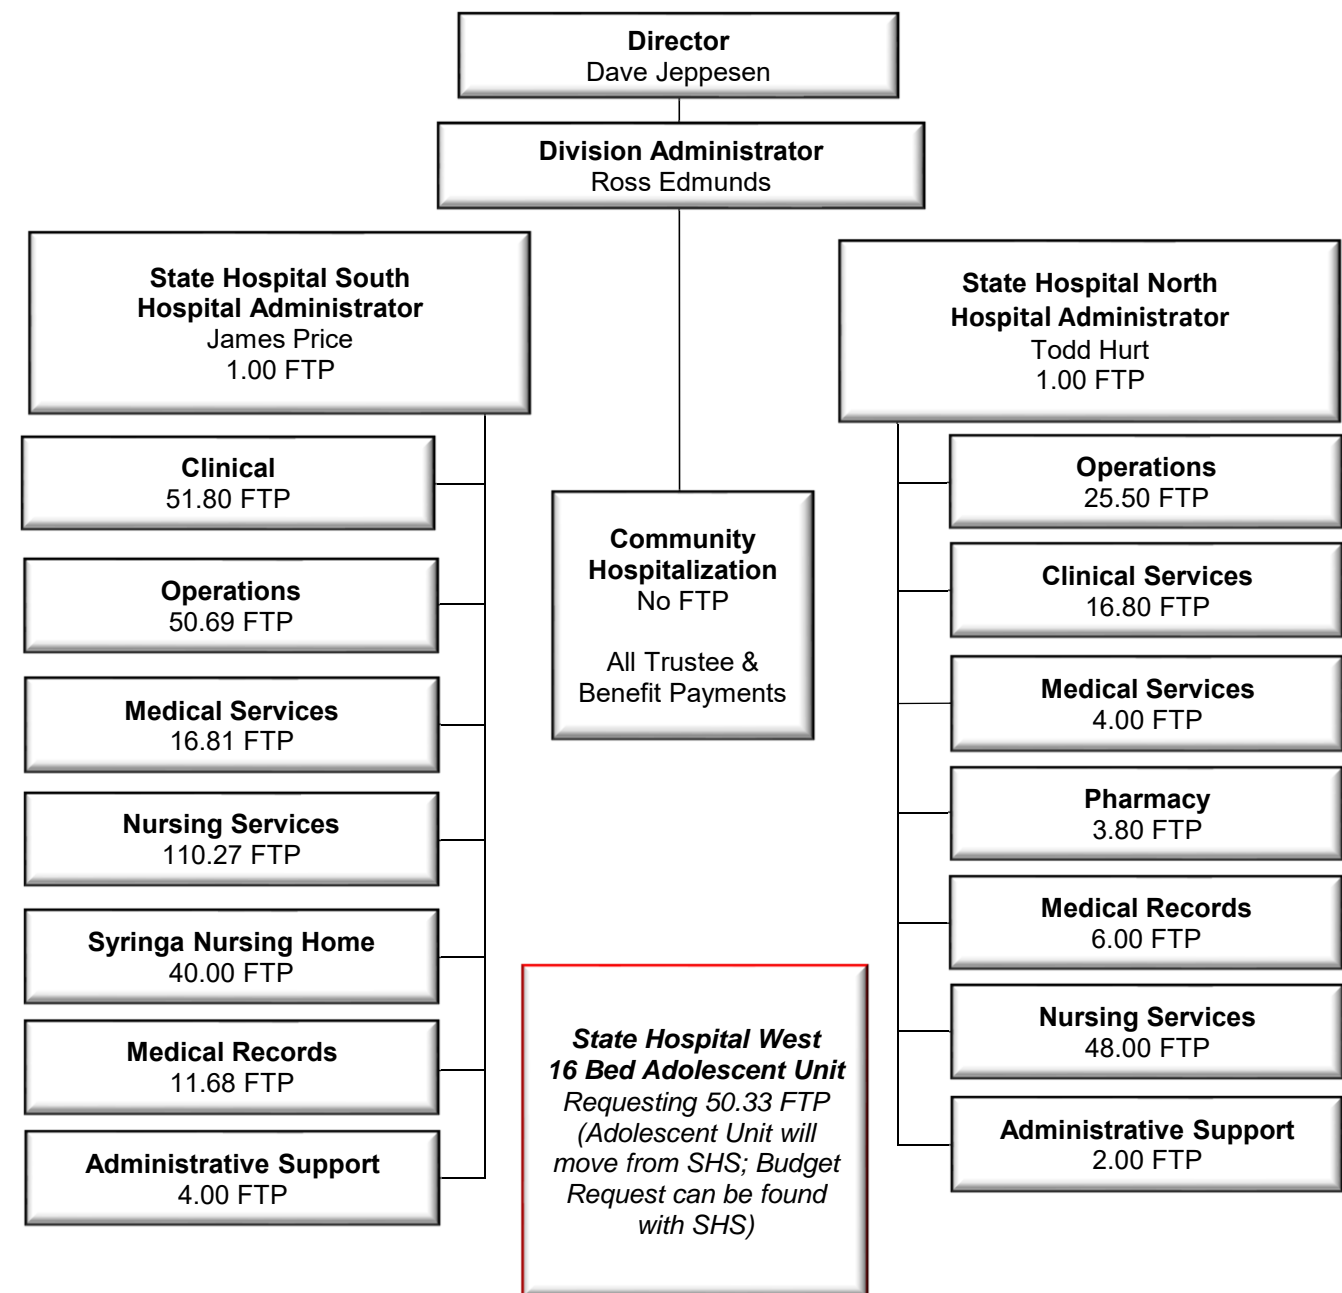 Director
Dave Jeppesen
Division Administrator
Ross Edmunds
State Hospital South
Hospital Administrator
James Price
1.00 FTP
State Hospital North
Hospital Administrator
Todd Hurt
1.00 FTP
Clinical
51.80 FTP
Operations
50.69 FTP
Medical Services
16.81 FTP
Nursing Services
110.27 FTP
Syringa Nursing Home
40.00 FTP
Medical Records
11.68 FTP
Administrative Support
4.00 FTP
Community
Hospitalization
No FTP
All Trustee &
Benefit Payments
State Hospital West
16 Bed Adolescent Unit
Requesting 50.33 FTP
(Adolescent Unit will
move from SHS; Budget
Request can be found
with SHS)
Operations
25.50 FTP
Clinical Services
16.80 FTP
Medical Services
4.00 FTP
Pharmacy
3.80 FTP
Medical Records
6.00 FTP
Nursing Services
48.00 FTP
Administrative Support
2.00 FTP